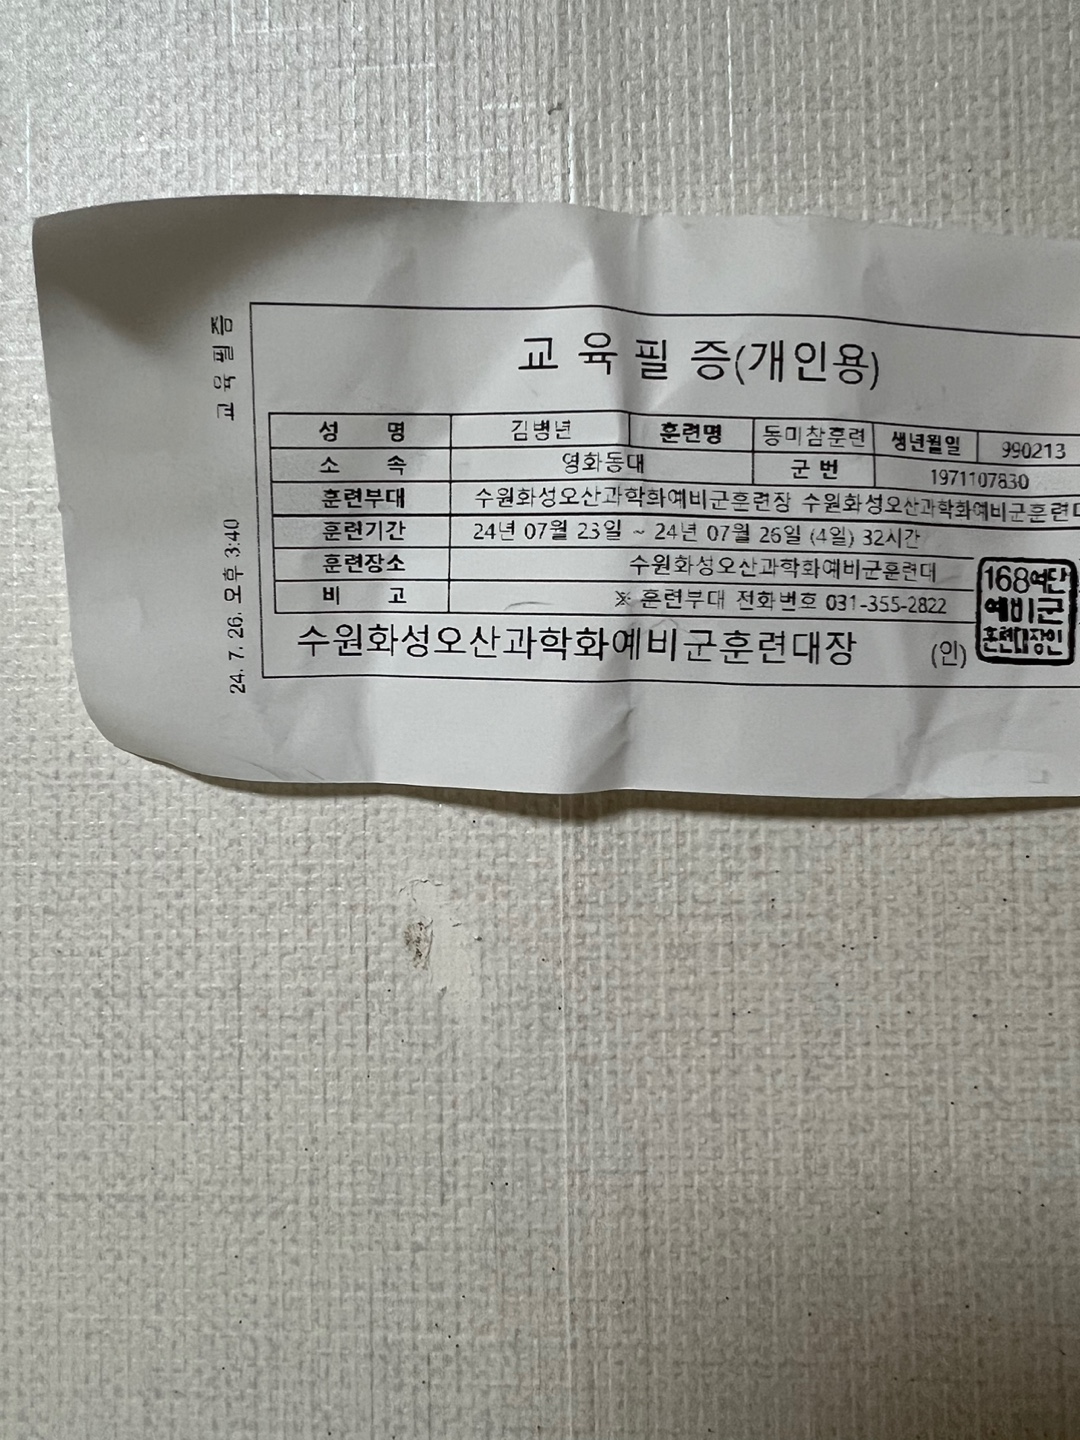 교 육 필 증
24. 7. 26. 오후 3:40
교 육 필 증(개인용)
성 명 김병년 훈련명 동미참훈련 생년월일 990213
소 속 영화동대 군 번 1971107830
훈련부대 수원화성오산과학화예비군훈련장 수원화성오산과학화예비군훈련대
훈련기간 24년 07월 23일 ~ 24년 07월 26일 (4일) 32시간
훈련장소 수원화성오산과학화예비군훈련대
비 고 ※ 훈련부대 전화번호 031-355-2822
수원화성오산과학화예비군훈련대장 (인)
168여단
예비군
훈련대장인